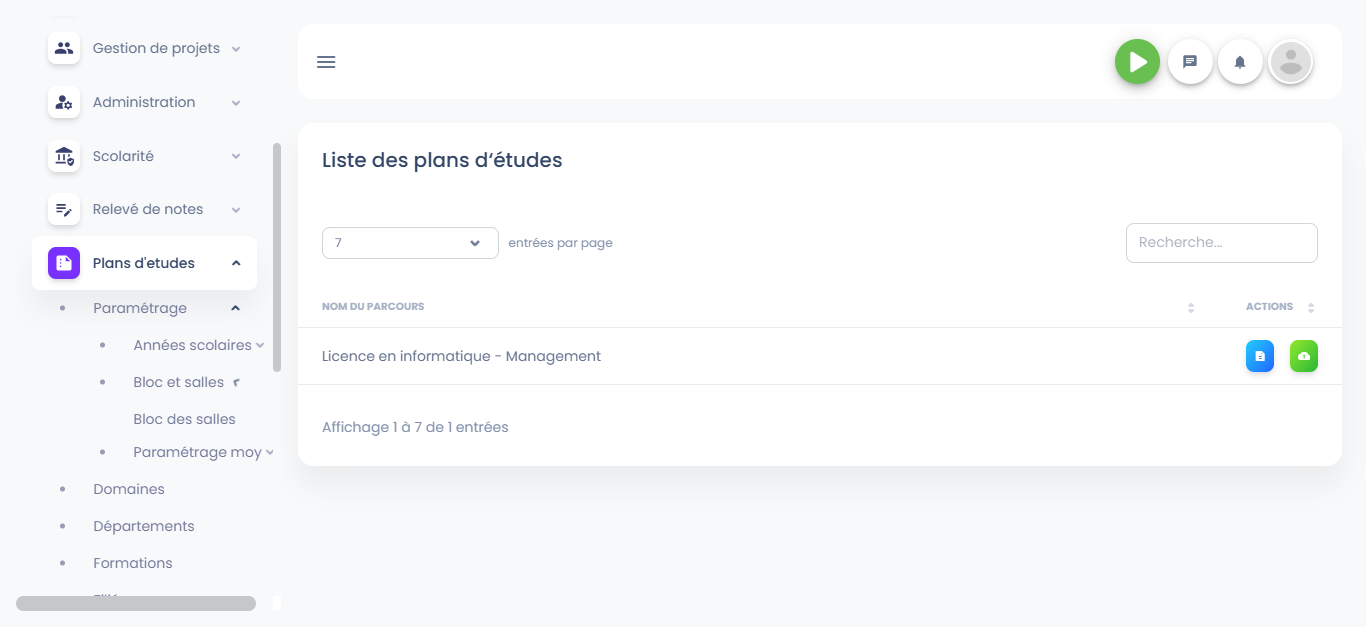 Gestion de projets
Administration
Scolarité
Relevé de notes
Plans d'etudes
Paramétrage
Années scolaires
Bloc et salles
Bloc des salles
Paramétrage moy
Domaines
Départements
Formations
Liste des plans d‘études
7
entrées par page
Recherche...
NOM DU PARCOURS
ACTIONS
Licence en informatique - Management
Affichage 1 à 7 de 1 entrées